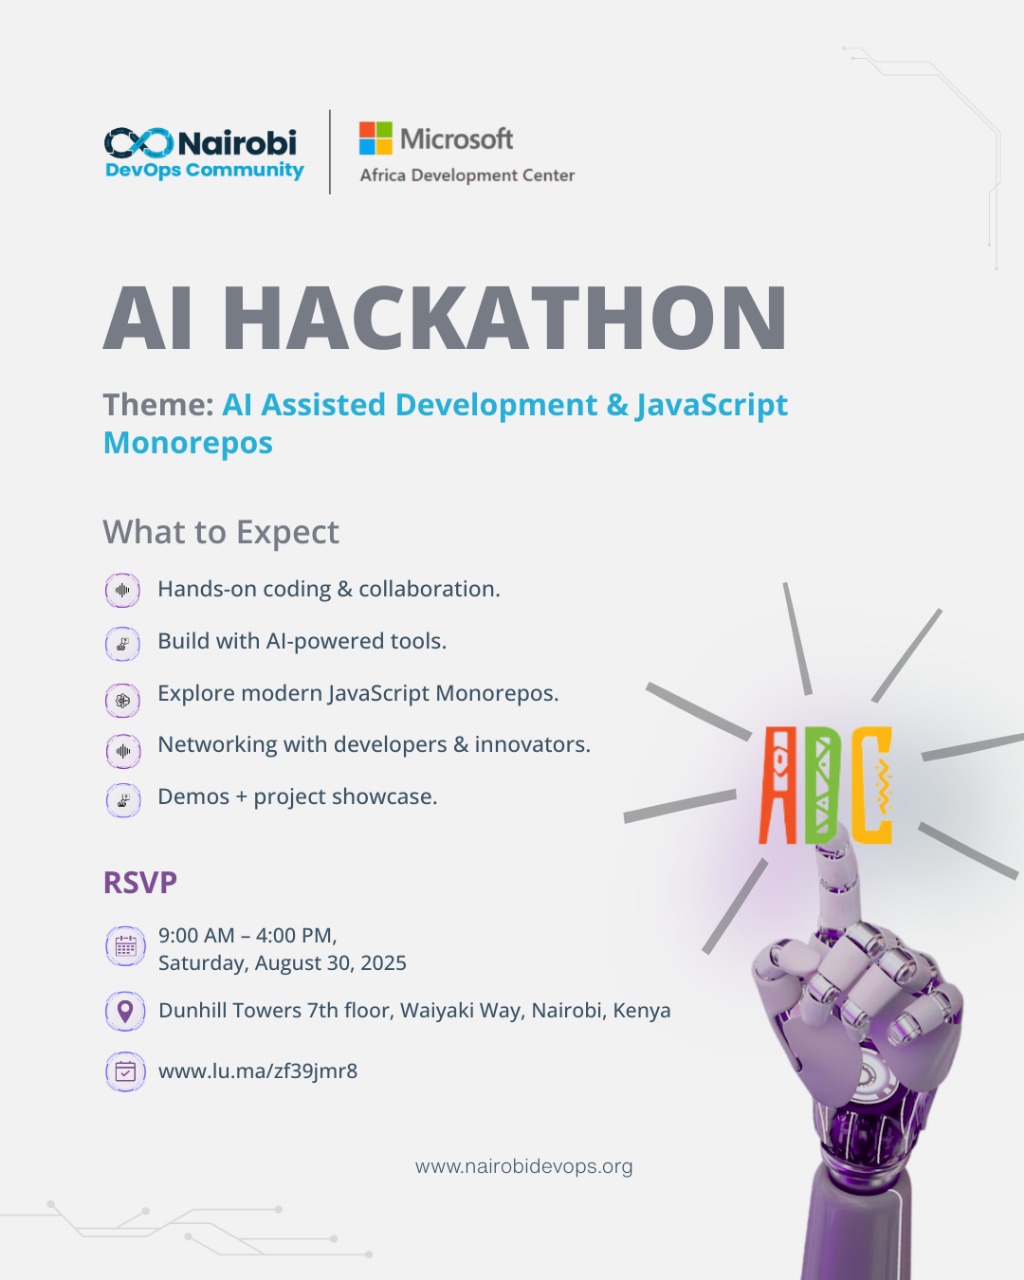 Nairobi
DevOps Community
Microsoft
Africa Development Center
AI HACKATHON
Theme: AI Assisted Development & JavaScript
Monorepos
What to Expect
Hands-on coding & collaboration.
Build with AI-powered tools.
Explore modern JavaScript Monorepos.
Networking with developers & innovators.
Demos + project showcase.
ADC
RSVP
9:00 AM – 4:00 PM,
Saturday, August 30, 2025
Dunhill Towers 7th floor, Waiyaki Way, Nairobi, Kenya
www.lu.ma/zf39jmr8
www.nairobidevops.org